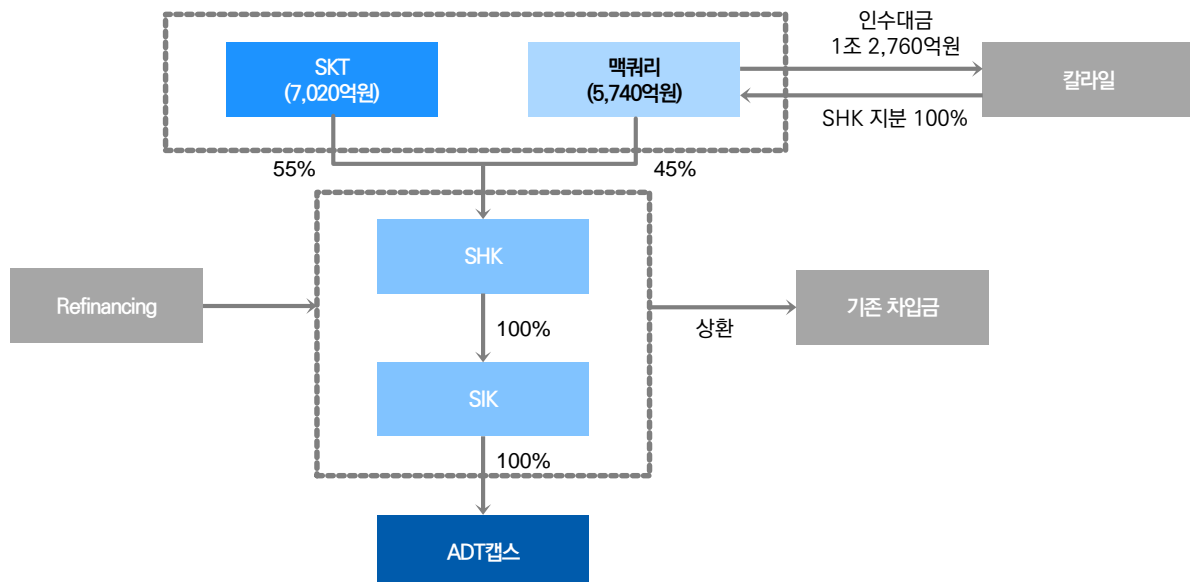 인수대금
1조 2,760억원
SKT
(7,020억원)
맥쿼리
(5,740억원)
칼라일
SHK 지분 100%
55%
45%
SHK
Refinancing
기존 차입금
100%
상환
SIK
100%
ADT캡스